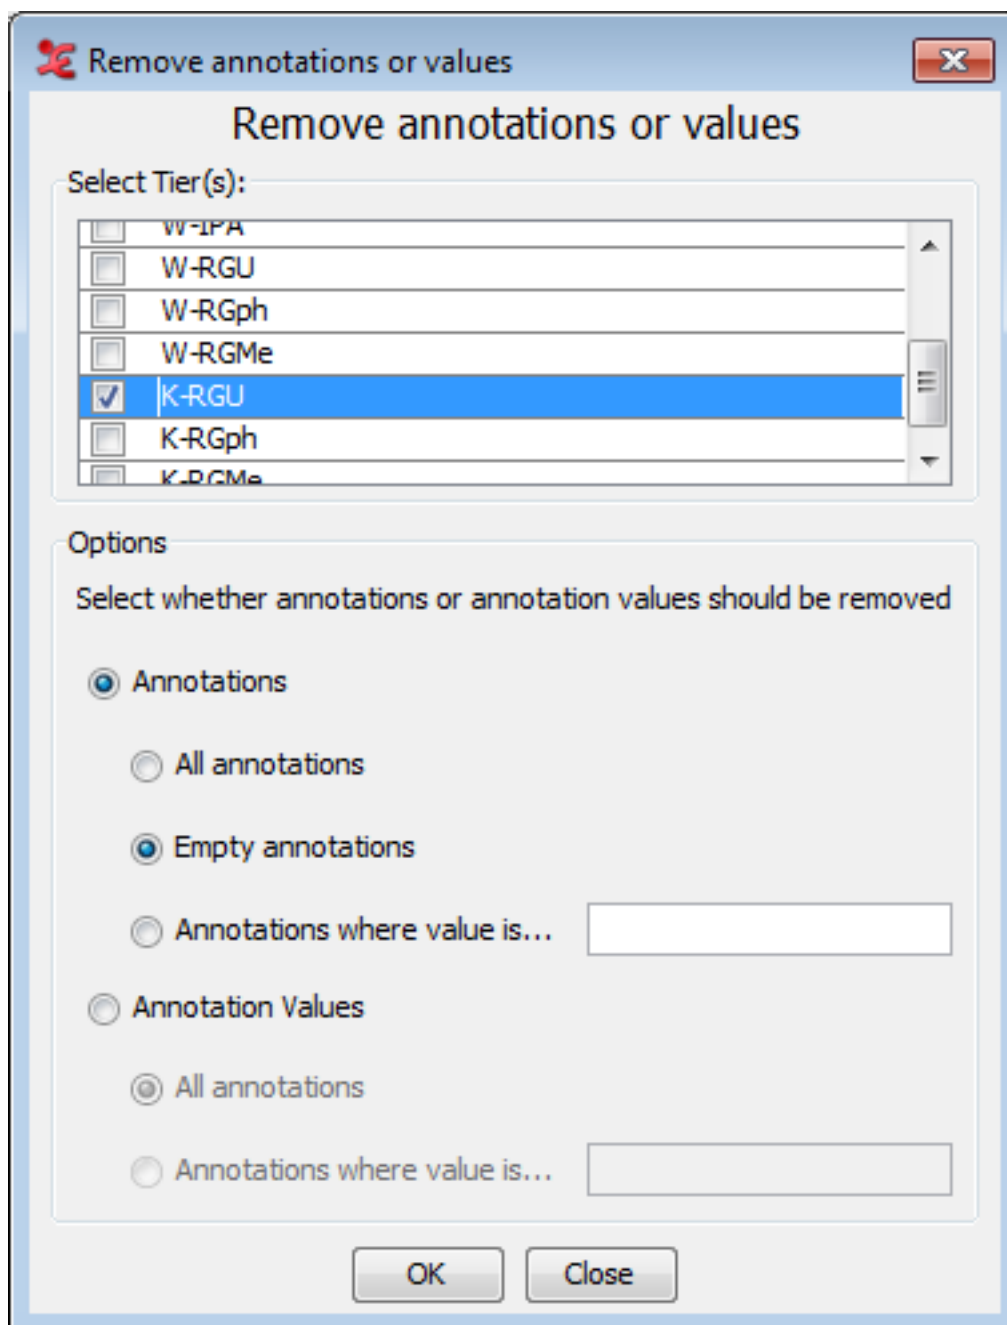 Remove annotations or values
Remove annotations or values
Select Tier(s):
W-IPA
W-RGU
W-RGph
W-RGMe
K-RGU
K-RGph
K-RGMe
Options
Select whether annotations or annotation values should be removed
Annotations
All annotations
Empty annotations
Annotations where value is...
Annotation Values
All annotations
Annotations where value is...
OK Close